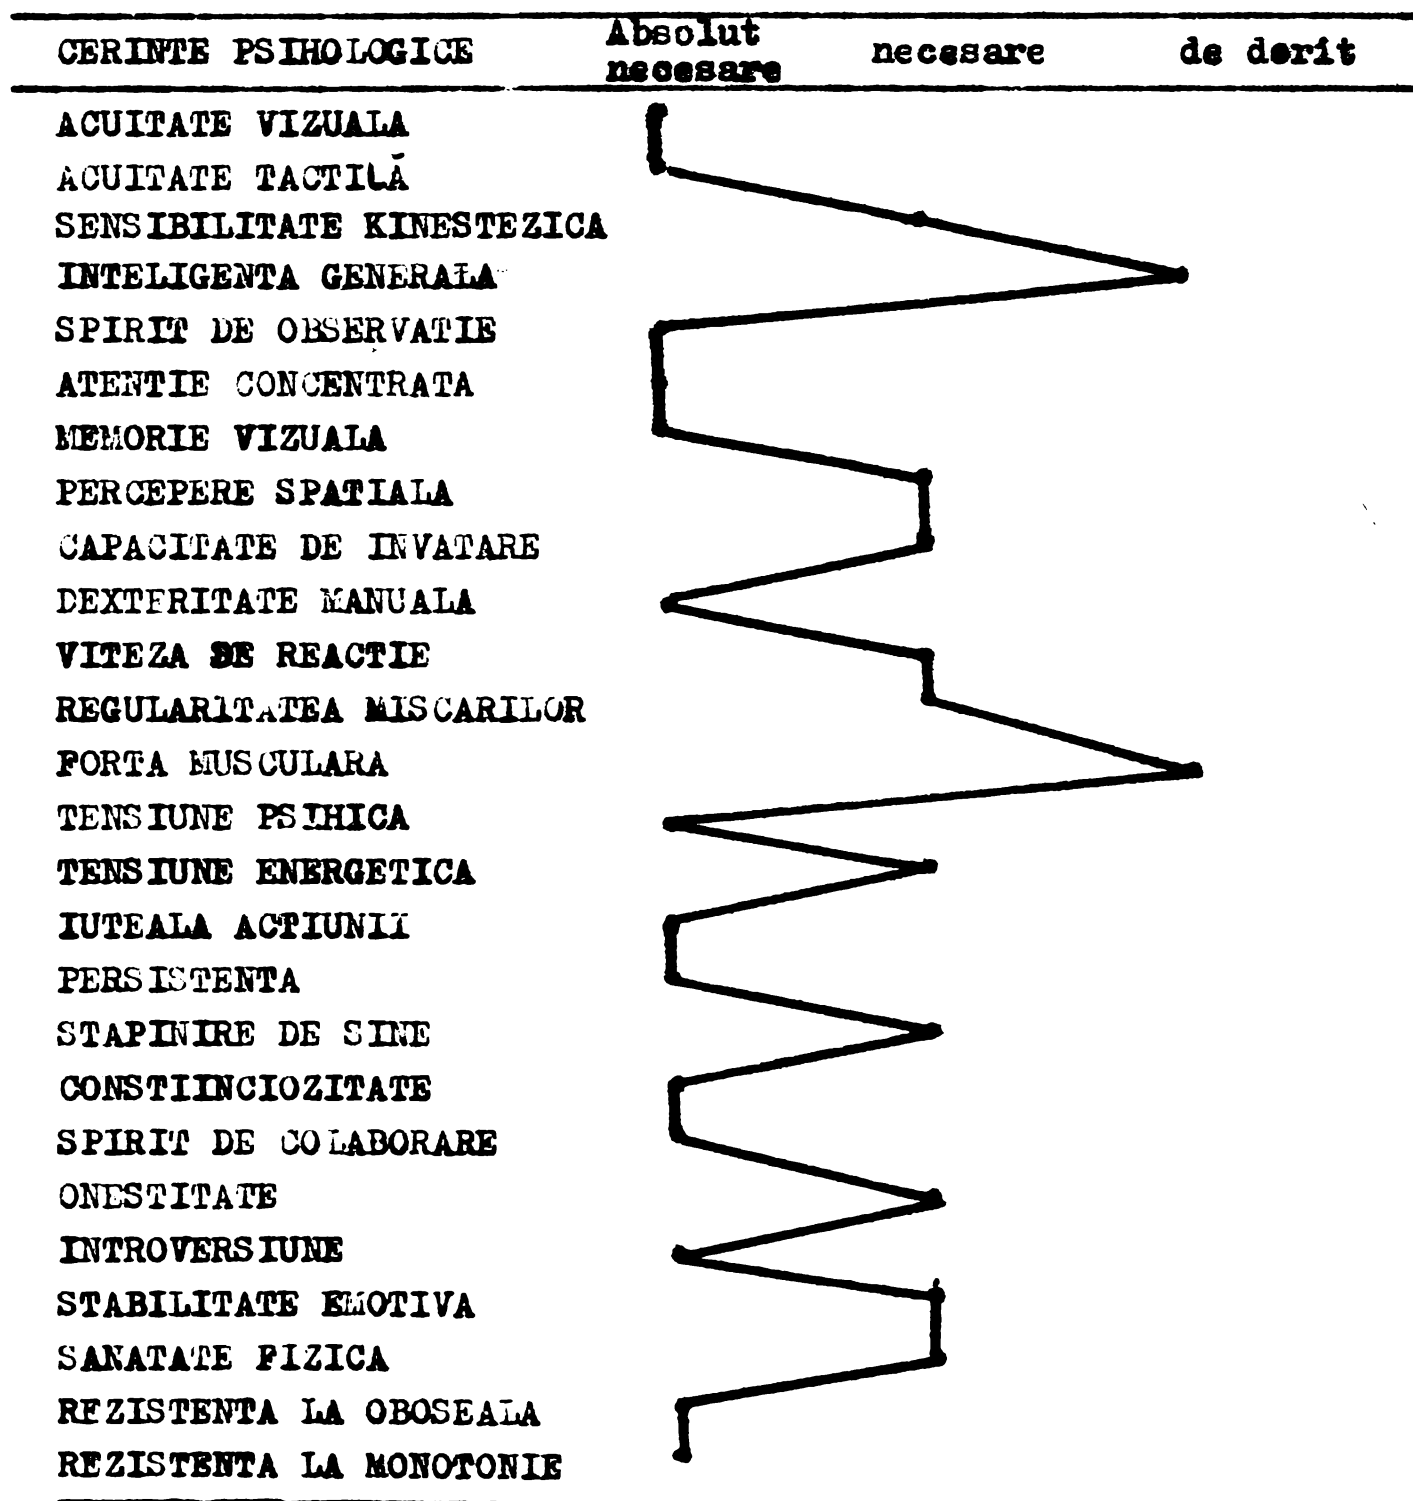 CERINTE PSIHOLOGICE Absolut necesare necesare de dorit
ACUITATE VIZUALA
ACUITATE TACTILĂ
SENSIBILITATE KINESTEZICA
INTELIGENTA GENERALA
SPIRIT DE OBSERVATIE
ATENTIE CONCENTRATA
MEMORIE VIZUALA
PERCEPERE SPATIALA
CAPACITATE DE INVATARE
DEXTERITATE MANUALA
VITEZA DE REACTIE
REGULARITATEA MISCARILOR
FORTA MUSCULARA
TENSIUNE PSIHICA
TENSIUNE ENERGETICA
IUTEALA ACTIUNII
PERSISTENTA
STAPINIRE DE SINE
CONSTIINCIOZITATE
SPIRIT DE COLABORARE
ONESTITATE
INTROVERSIUNE
STABILITATE EMOTIVA
SANATATE FIZICA
REZISTENTA LA OBOSEALA
REZISTENTA LA MONOTONIE